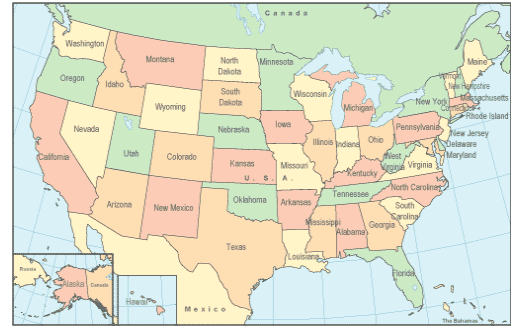 Canada
Washington
Montana
North
Dakota
Minnesota
Maine
Oregon
Idaho
South
Dakota
Wisconsin
Michigan
New York
Vermont
New Hampshire
Massachusetts
Connecticut
Rhode Island
Wyoming
Nebraska
Iowa
Pennsylvania
New Jersey
Delaware
Maryland
Nevada
Utah
Colorado
Kansas
Missouri
Illinois
Indiana
Ohio
West
Virginia
Virginia
Kentucky
California
U. S. A.
Arizona
New Mexico
Oklahoma
Arkansas
Tennessee
North Carolina
South
Carolina
Texas
Louisiana
Mississippi
Alabama
Georgia
Florida
Russia
Alaska
Canada
Hawaii
Mexico
The Bahamas